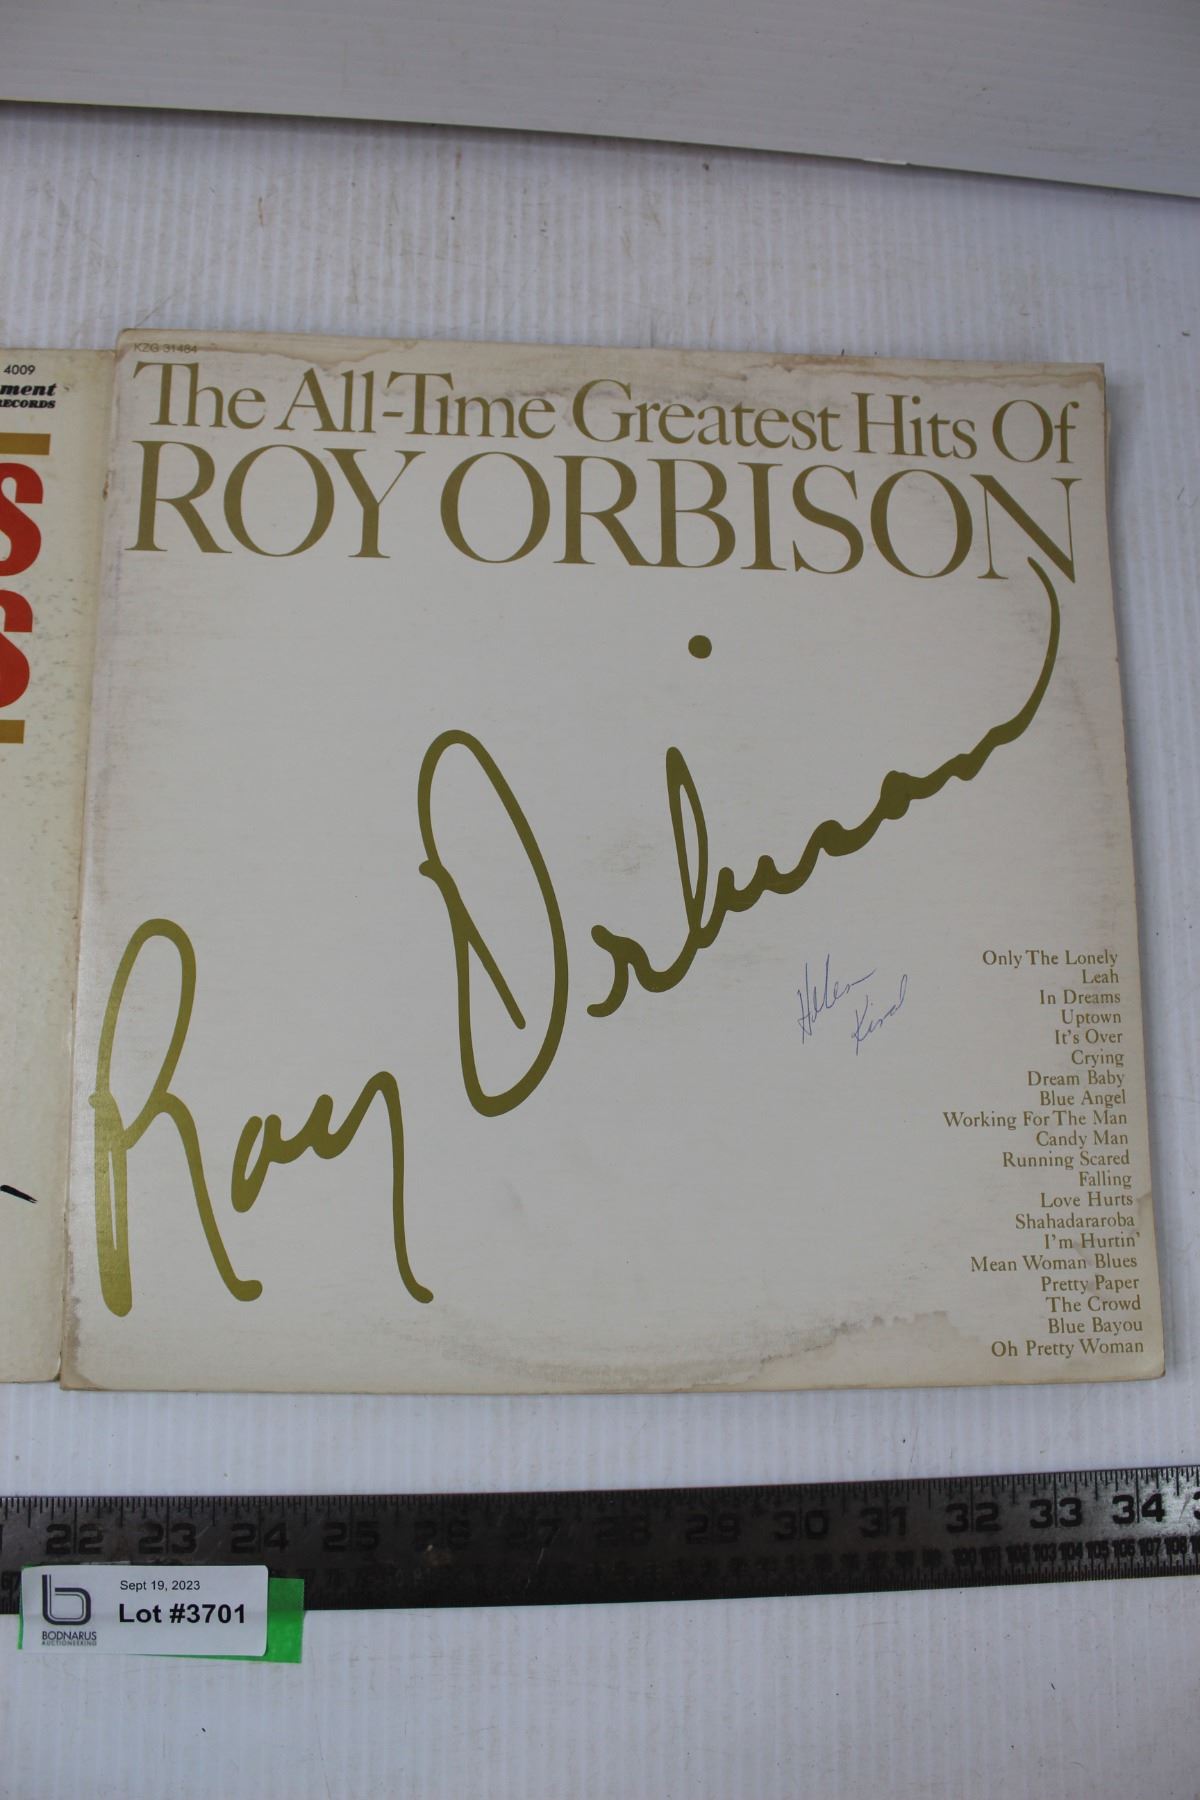 4009
ment
RECORDS
S
S
KZG 31484
The All-Time Greatest Hits Of
ROY ORBISON
Roy Orbison
Helen
Only The Lonely
Leah
In Dreams
Uptown
It's Over
Crying
Dream Baby
Blue Angel
Working For The Man
Candy Man
Running Scared
Falling
Love Hurts
Shahadararoba
I'm Hurtin'
Mean Woman Blues
Pretty Paper
The Crowd
Blue Bayou
Oh Pretty Woman
22 23 24 25 26 27 28 29 30 31 32 33 34
Sept 19, 2023
Lot #3701
b
BODNARUS
AUCTIONEERING